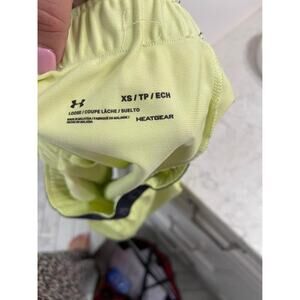 XS / TP / ECH
LOOSE / COUPE LÂCHE / SUELTO
HEATGEAR